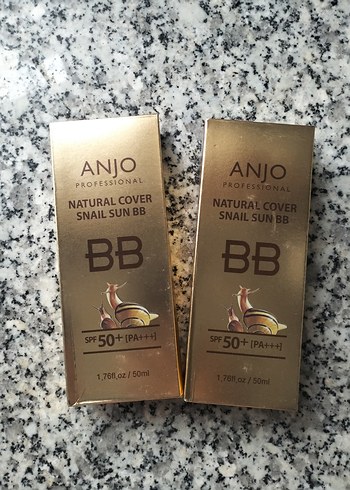 ANJO
PROFESSIONAL
NATURAL COVER
SNAIL SUN BB
BB
SPF 50+ [PA+++]
1.76fl.oz / 50ml
ANJO
PROFESSIONAL
NATURAL COVER
SNAIL SUN BB
BB
SPF 50+ [PA+++]
1.76fl.oz / 50ml